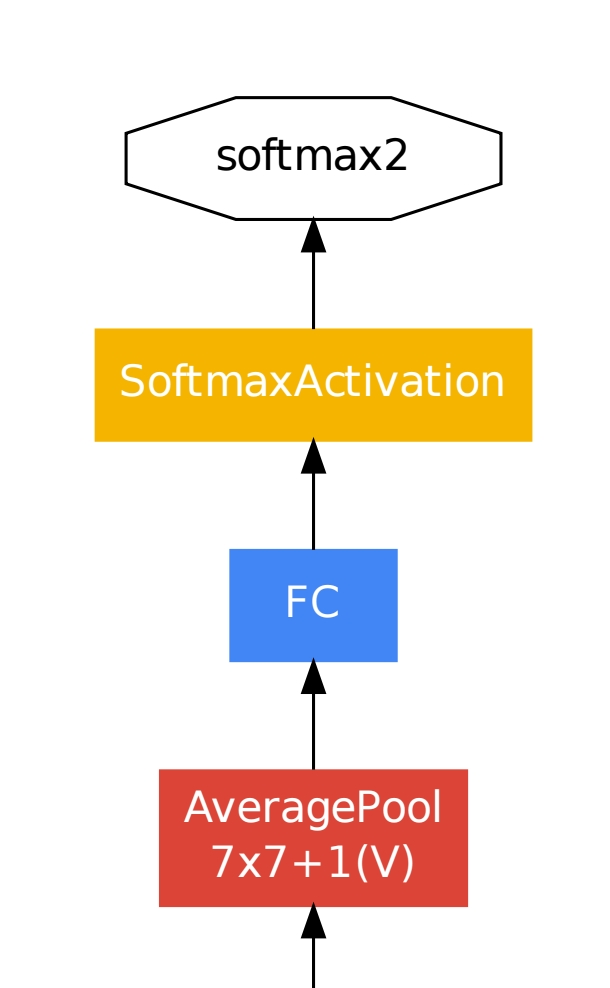 softmax2
SoftmaxActivation
FC
AveragePool
7x7+1(V)